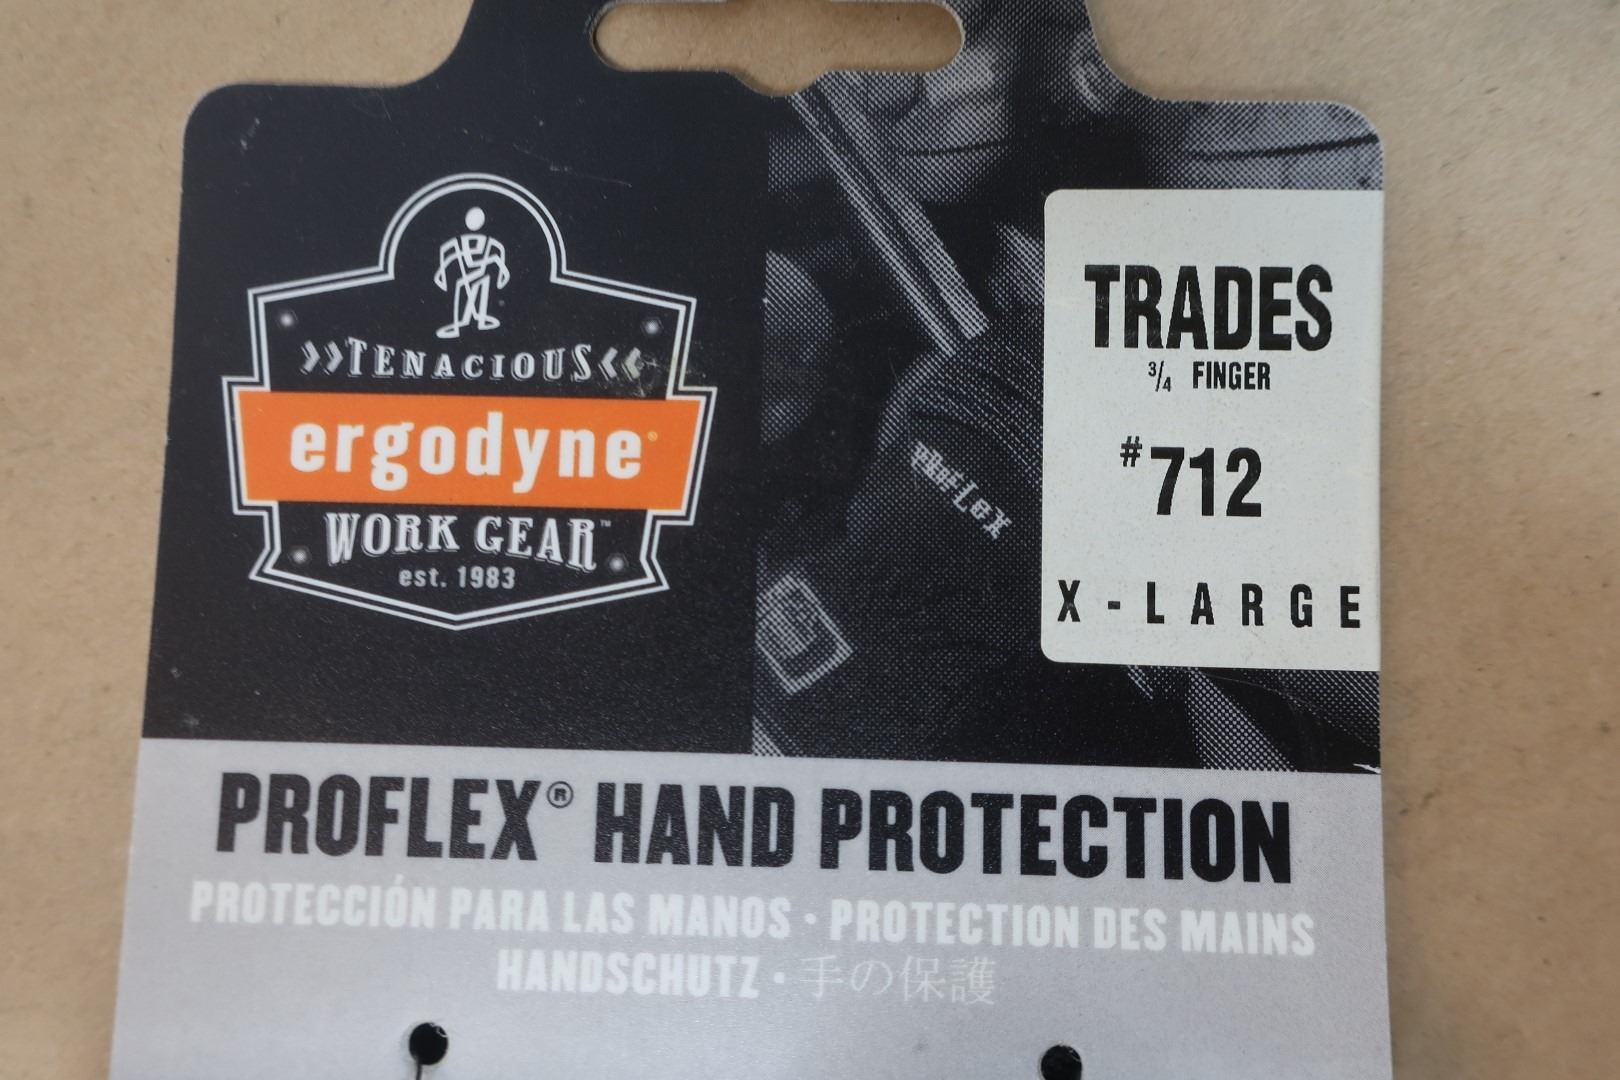 »TENACIOUS«
ergodyne®
WORK GEAR™
est. 1983
TRADES
3/4 FINGER
#712
X-LARGE
PROFLEX® HAND PROTECTION
PROTECCIÓN PARA LAS MANOS · PROTECTION DES MAINS
HANDSCHUTZ · 手の保護